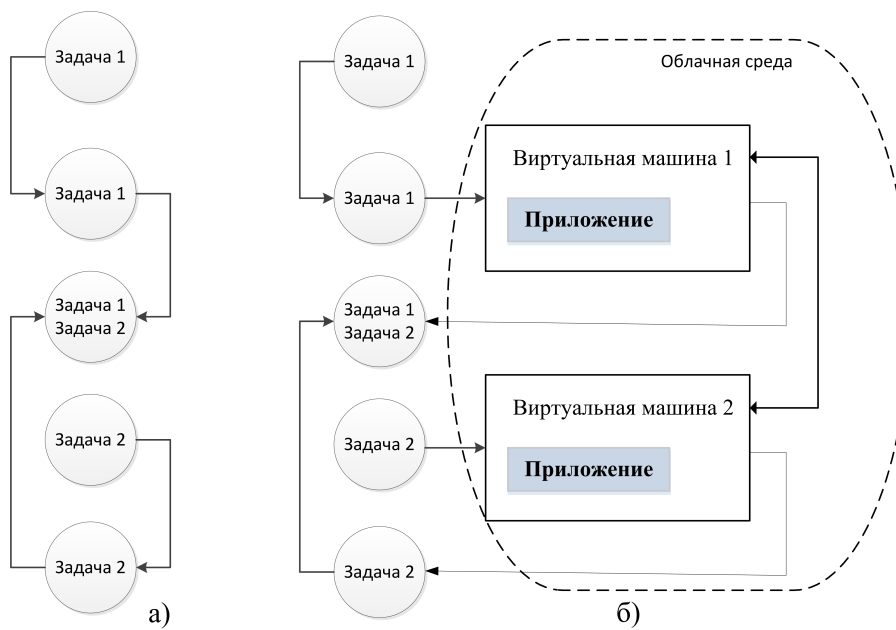 Задача 1
Задача 1
Задача 1
Задача 2
Задача 2
Задача 2
а)
Задача 1
Задача 1
Задача 1
Задача 2
Задача 2
Задача 2
Облачная среда
Виртуальная машина 1
Приложение
Виртуальная машина 2
Приложение
б)